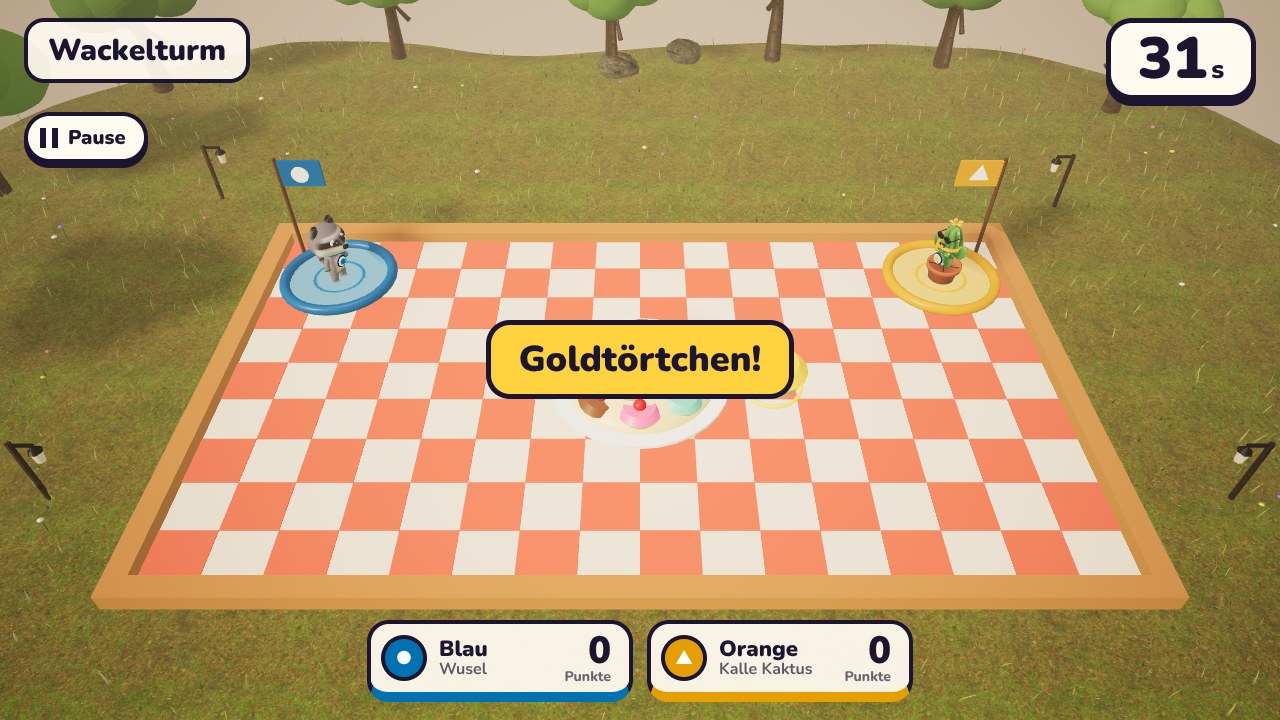 Wackelturm
31s
Pause
Goldtörtchen!
Blau
Wusel
0
Punkte
Orange
Kalle Kaktus
0
Punkte